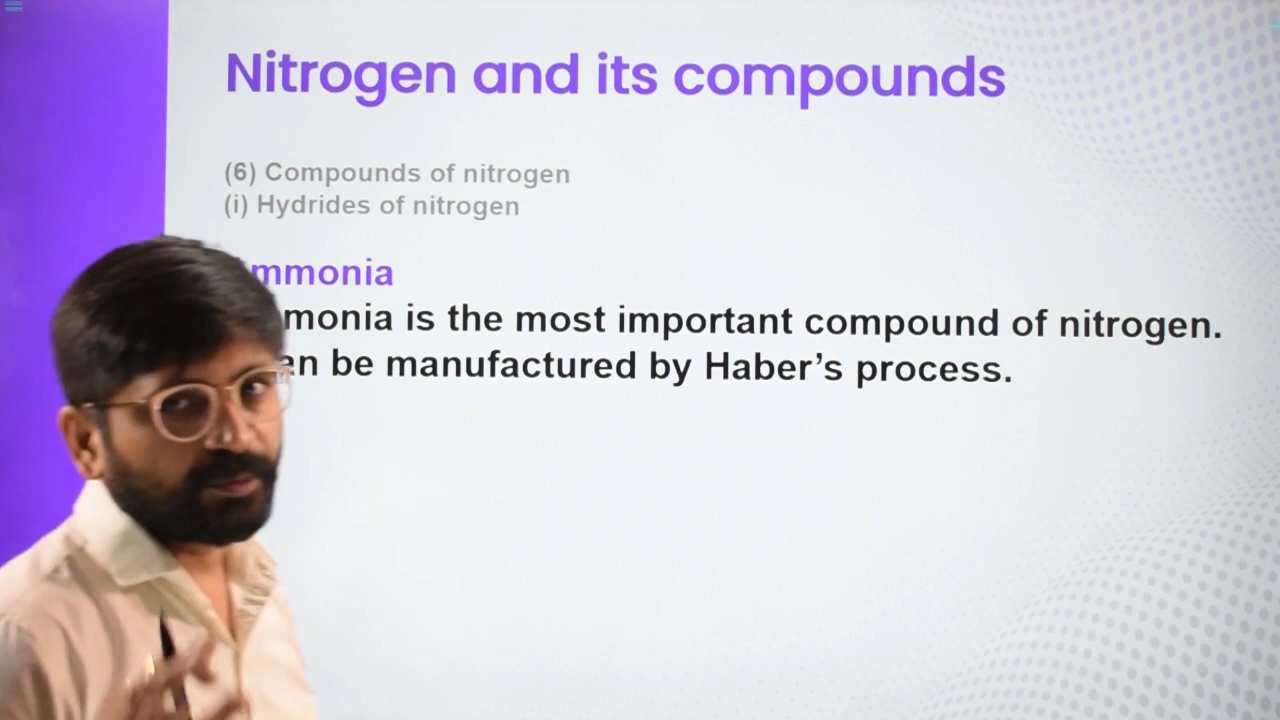 Nitrogen and its compounds
(6) Compounds of nitrogen
(i) Hydrides of nitrogen
mmonia
monia is the most important compound of nitrogen.
an be manufactured by Haber’s process.